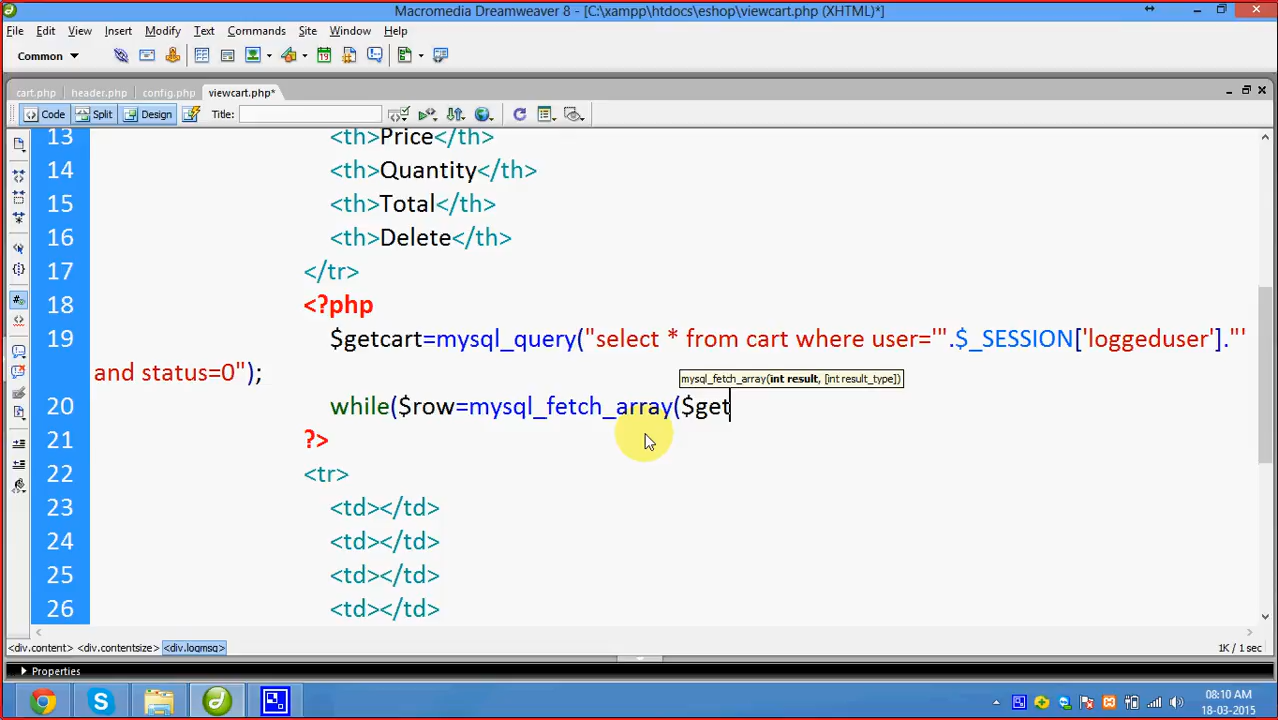 Macromedia Dreamweaver 8 - [C:\xampp\htdocs\eshop\viewcart.php (XHTML)*]
File Edit View Insert Modify Text Commands Site Window Help
Common
19
cart.php header.php config.php viewcart.php*
Code Split Design Title:
13 <th>Price</th>
14 <th>Quantity</th>
15 <th>Total</th>
16 <th>Delete</th>
17 </tr>
18 <?php
19 $getcart=mysql_query("select * from cart where user='".$_SESSION['loggeduser']."'
and status=0");
mysql_fetch_array(int result, [int result_type])
20 while($row=mysql_fetch_array($get
21 ?>
22 <tr>
23 <td></td>
24 <td></td>
25 <td></td>
26 <td></td>
<div.content> <div.contentsize> <div.logmsg> 1K / 1 sec
Properties
08:10 AM
18-03-2015